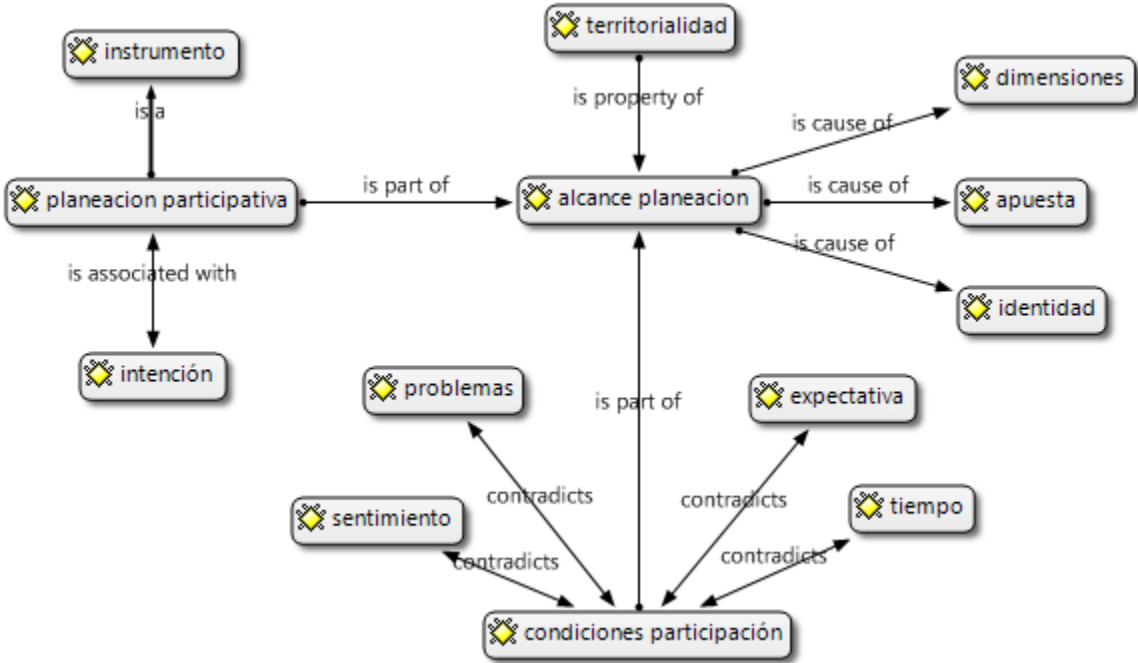 territorialidad
instrumento
dimensiones
is property of
is a
is cause of
planeacion participativa
is part of
alcance planeacion
is cause of
apuesta
is cause of
is associated with
identidad
intención
problemas
is part of
expectativa
contradicts
contradicts
sentimiento
tiempo
contradicts
contradicts
condiciones participación